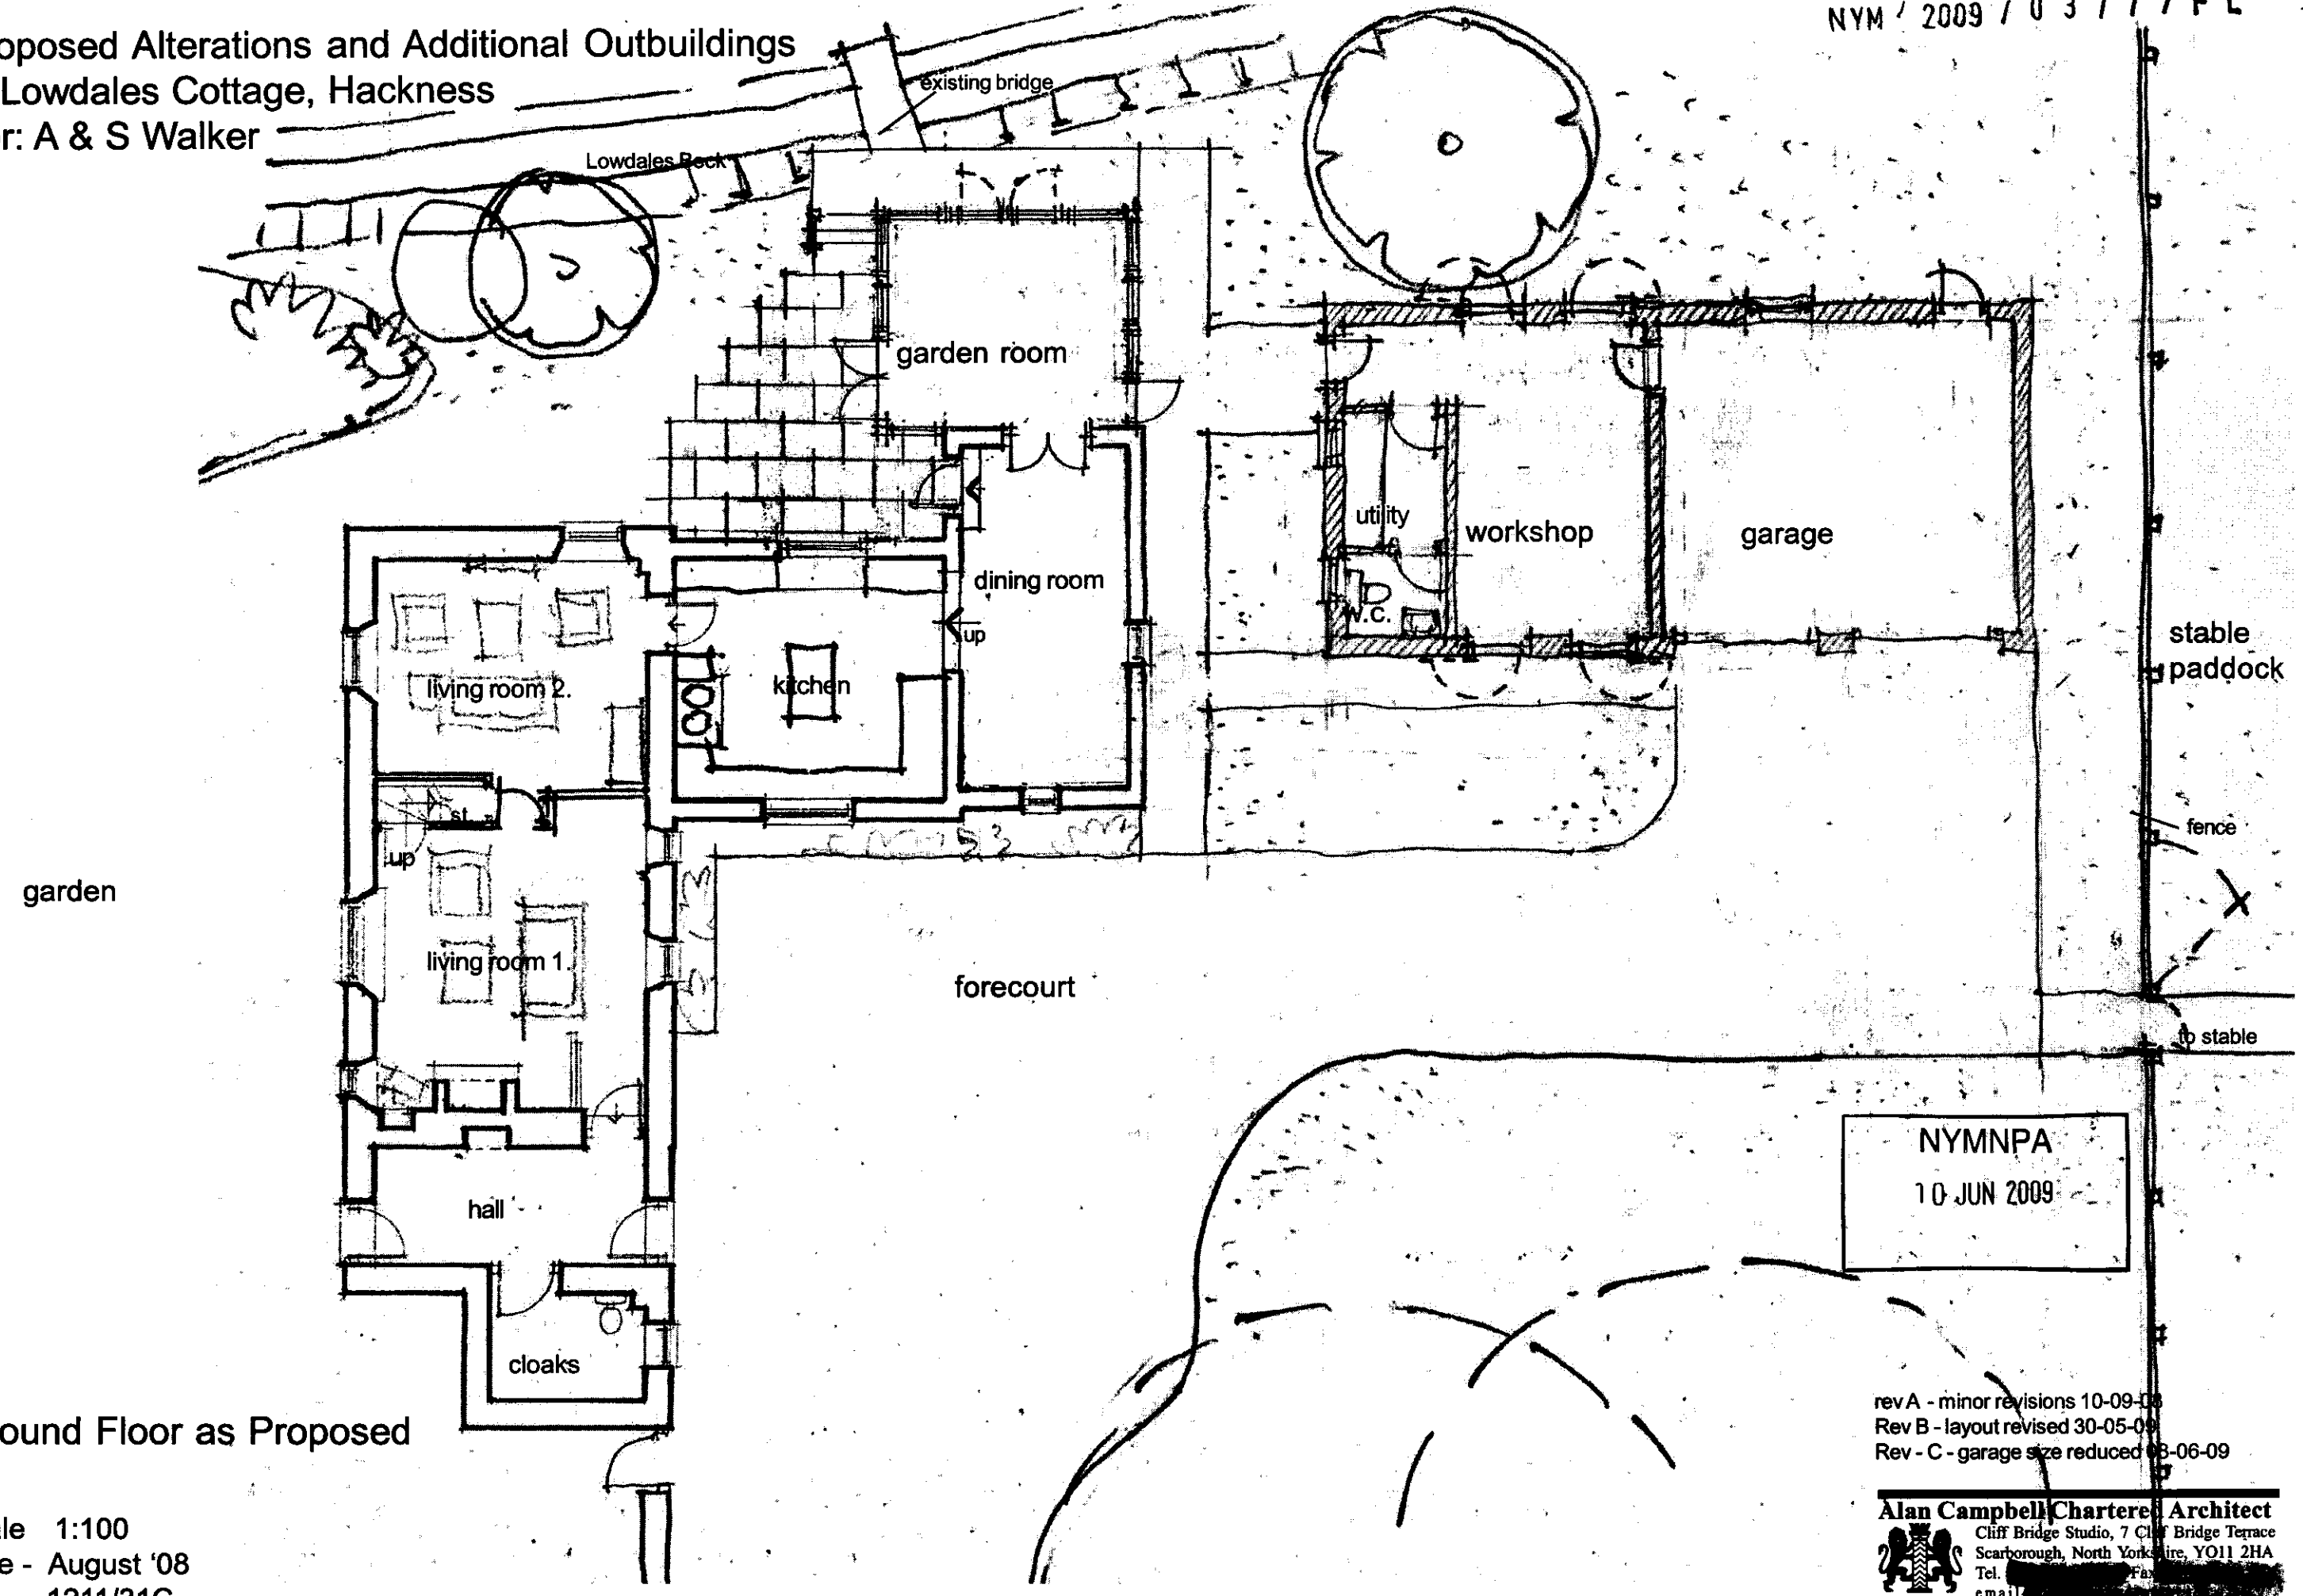 oposed Alterations and Additional Outbuildings
Lowdales Cottage, Hackness
r: A & S Walker
NYM / 2009 /
existing bridge
Lowdales Beck
garden room
utility
workshop
garage
W.C.
dining room
up
stable
paddock
living room 2.
kitchen
st.
up
fence
garden
living room 1.
forecourt
to stable
NYMNPA
10 JUN 2009
hall
cloaks
ound Floor as Proposed
rev A - minor revisions 10-09-08
Rev B - layout revised 30-05-09
Rev - C - garage size reduced 08-06-09
le 1:100
e - August '08
Alan Campbell Chartered Architect
Cliff Bridge Studio, 7 Cliff Bridge Terrace
Scarborough, North Yorkshire, YO11 2HA
Tel. Fax
email